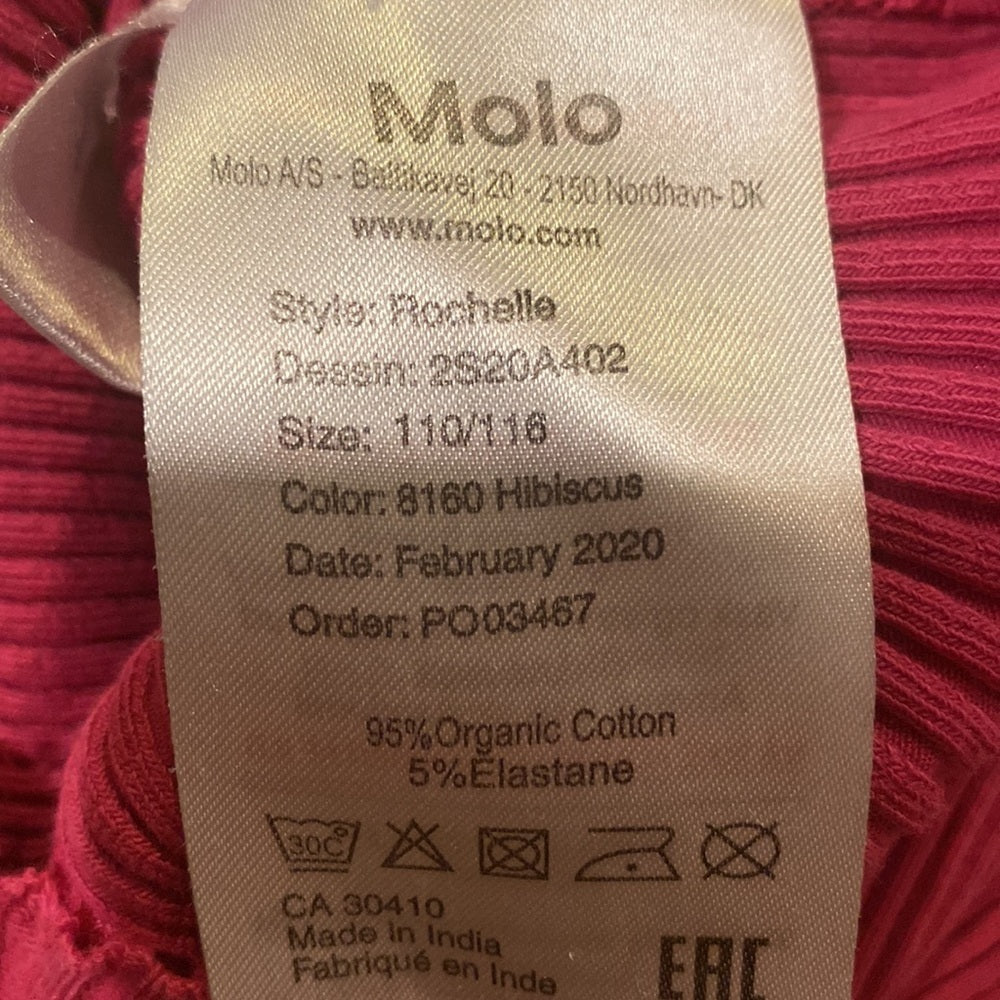 Molo
Molo A/S - Baltikavej 20 - 2150 Nordhavn- DK
www.molo.com
Style: Rochelle
Dessin: 2S20A402
Size: 110/116
Color: 8160 Hibiscus
Date: February 2020
Order: PO03467
95%Organic Cotton
5%Elastane
30C°
CA 30410
Made in India
Fabriqué en Inde
EAC